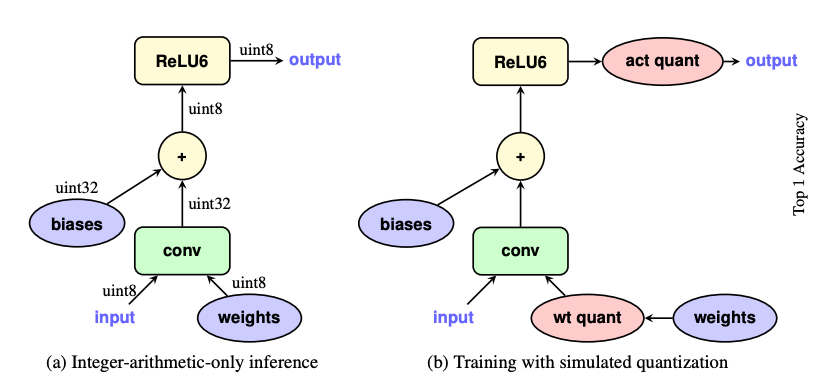 uint8
ReLU6
output
uint8
+
uint32
biases
uint32
conv
uint8
uint8
input
weights
(a) Integer-arithmetic-only inference
ReLU6
act quant
output
+
biases
conv
input
wt quant
weights
(b) Training with simulated quantization
Top 1 Accuracy